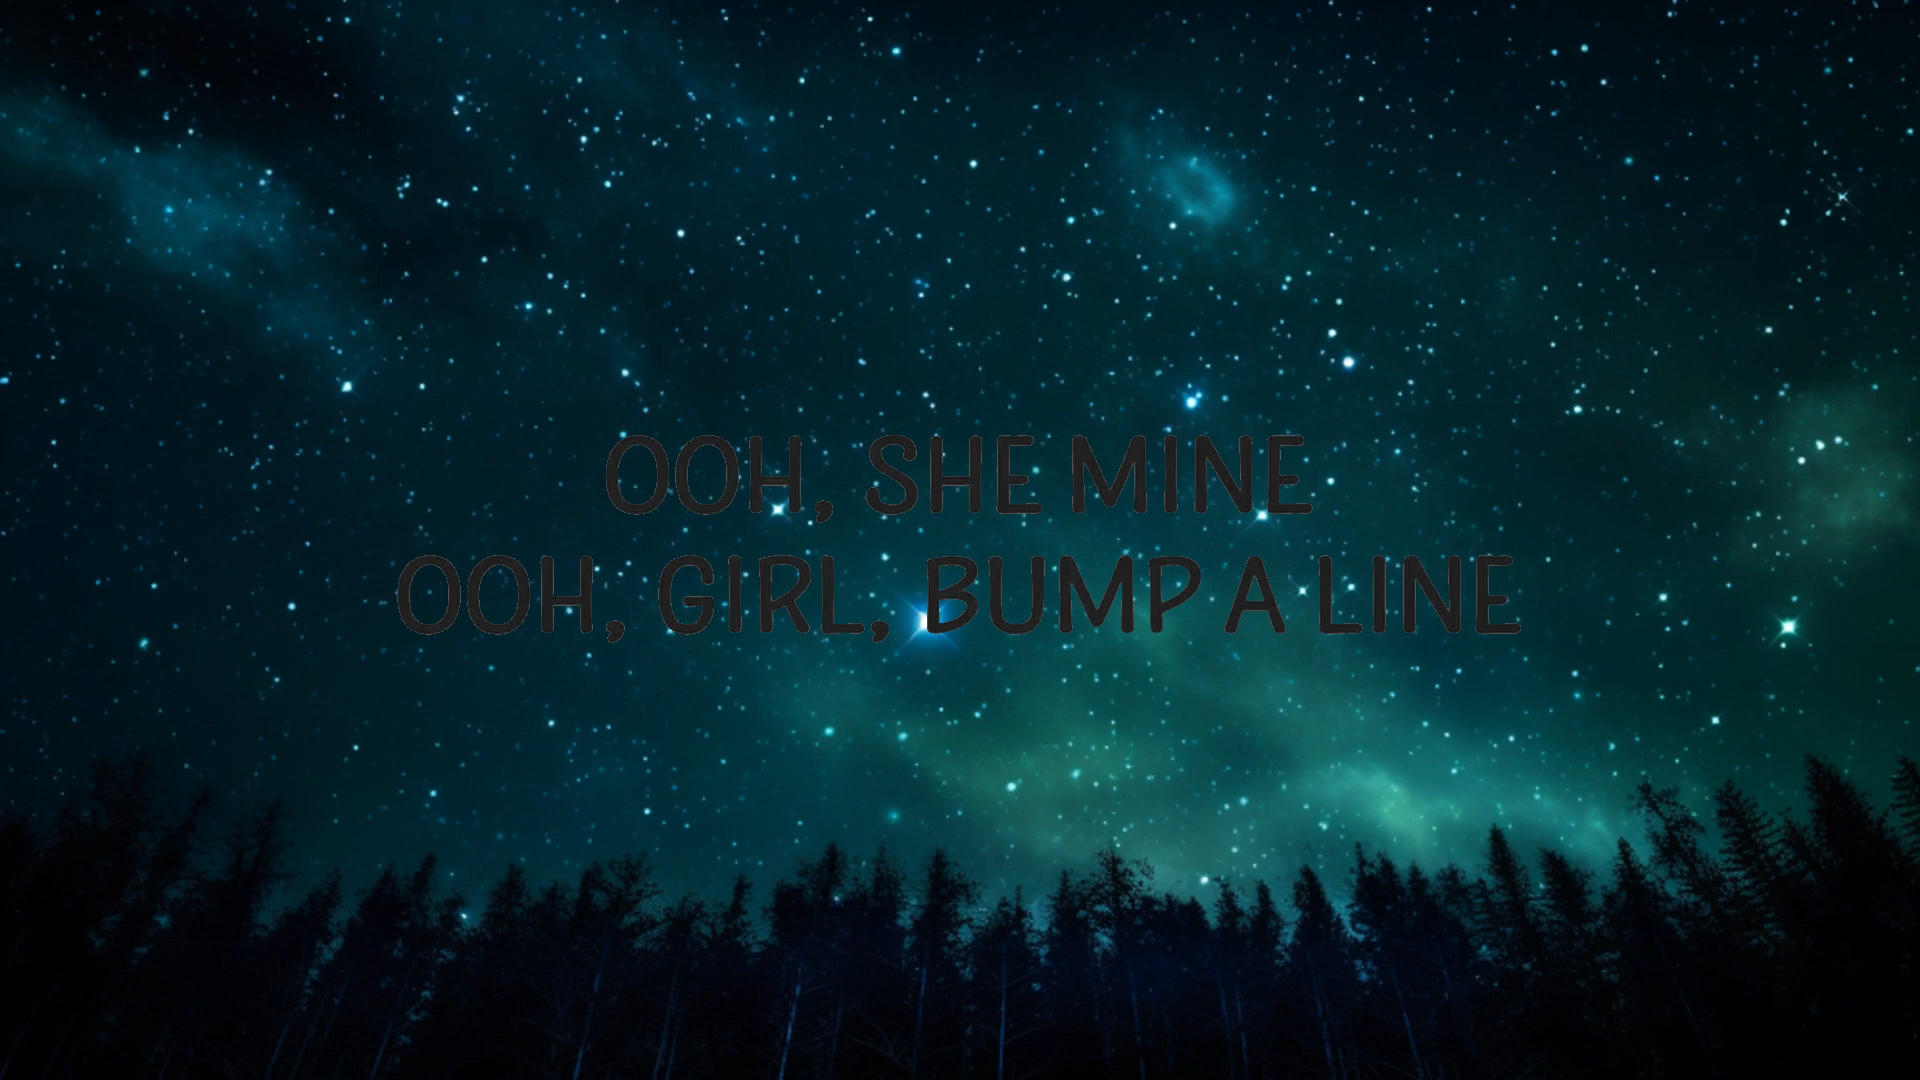 OOH, SHE MINE
OOH, GIRL, BUMP A LINE